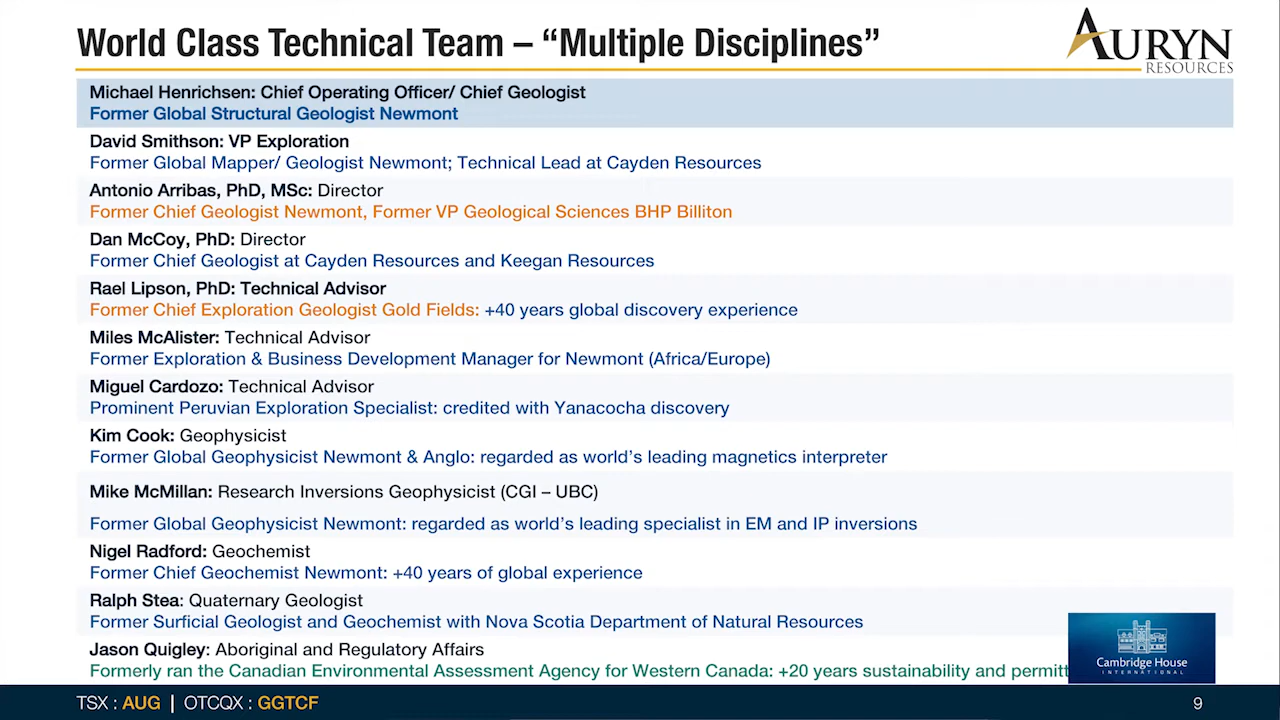 World Class Technical Team – “Multiple Disciplines”
AURYN
RESOURCES
Michael Henrichsen: Chief Operating Officer/ Chief Geologist
Former Global Structural Geologist Newmont
David Smithson: VP Exploration
Former Global Mapper/ Geologist Newmont; Technical Lead at Cayden Resources
Antonio Arribas, PhD, MSc: Director
Former Chief Geologist Newmont, Former VP Geological Sciences BHP Billiton
Dan McCoy, PhD: Director
Former Chief Geologist at Cayden Resources and Keegan Resources
Rael Lipson, PhD: Technical Advisor
Former Chief Exploration Geologist Gold Fields: +40 years global discovery experience
Miles McAlister: Technical Advisor
Former Exploration & Business Development Manager for Newmont (Africa/Europe)
Miguel Cardozo: Technical Advisor
Prominent Peruvian Exploration Specialist: credited with Yanacocha discovery
Kim Cook: Geophysicist
Former Global Geophysicist Newmont & Anglo: regarded as world’s leading magnetics interpreter
Mike McMillan: Research Inversions Geophysicist (CGI – UBC)
Former Global Geophysicist Newmont: regarded as world’s leading specialist in EM and IP inversions
Nigel Radford: Geochemist
Former Chief Geochemist Newmont: +40 years of global experience
Ralph Stea: Quaternary Geologist
Former Surficial Geologist and Geochemist with Nova Scotia Department of Natural Resources
Jason Quigley: Aboriginal and Regulatory Affairs
Formerly ran the Canadian Environmental Assessment Agency for Western Canada: +20 years sustainability and permitt
Cambridge House
INTERNATIONAL
TSX : AUG | OTCQX : GGTCF
9